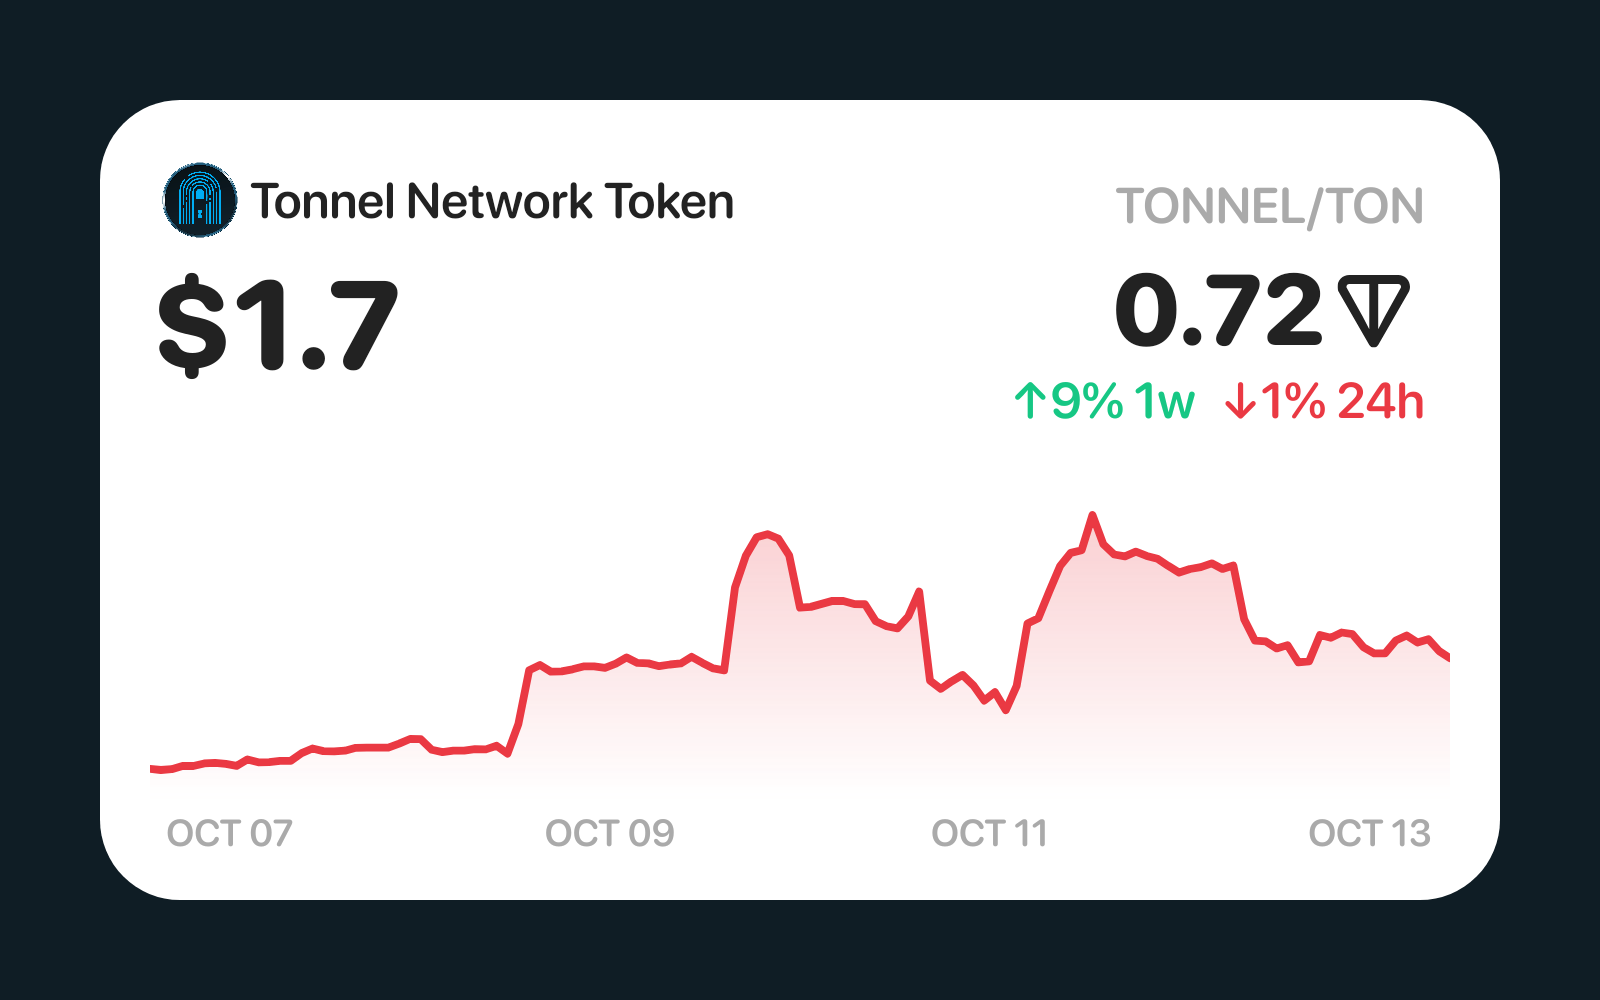 Tonnel Network Token
TONNEL/TON
$1.7
0.72
↑9% 1w ↓1% 24h
OCT 07 OCT 09 OCT 11 OCT 13